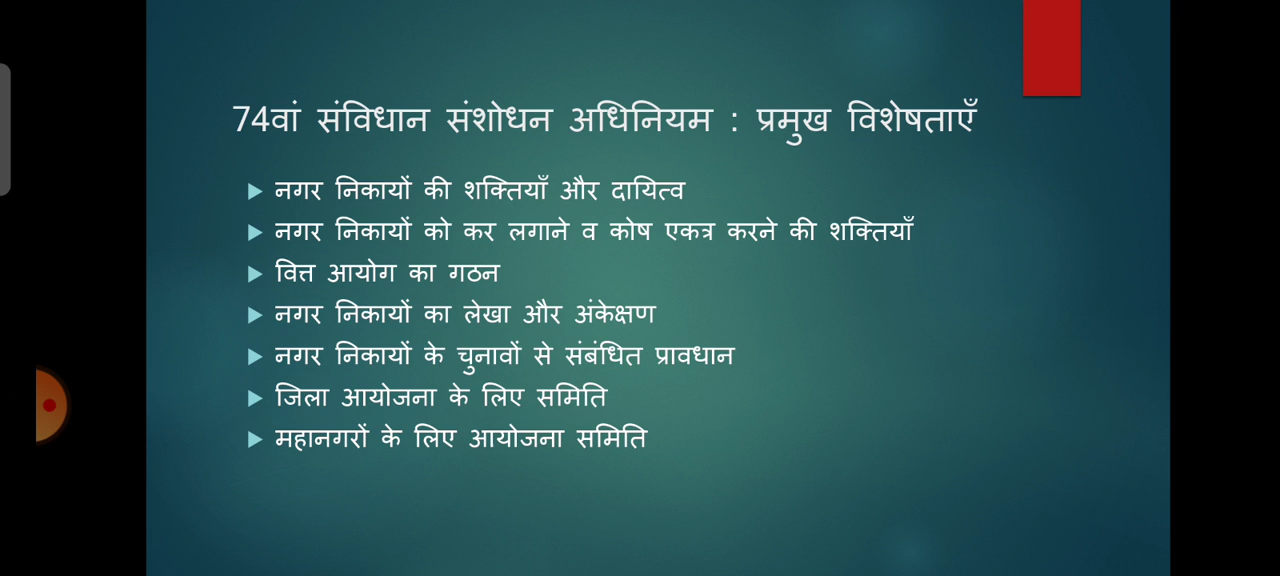 74वां संविधान संशोधन अधिनियम : प्रमुख विशेषताएँ
नगर निकायों की शक्तियाँ और दायित्व
नगर निकायों को कर लगाने व कोष एकत्र करने की शक्तियाँ
वित्त आयोग का गठन
नगर निकायों का लेखा और अंकेक्षण
नगर निकायों के चुनावों से संबंधित प्रावधान
जिला आयोजना के लिए समिति
महानगरों के लिए आयोजना समिति